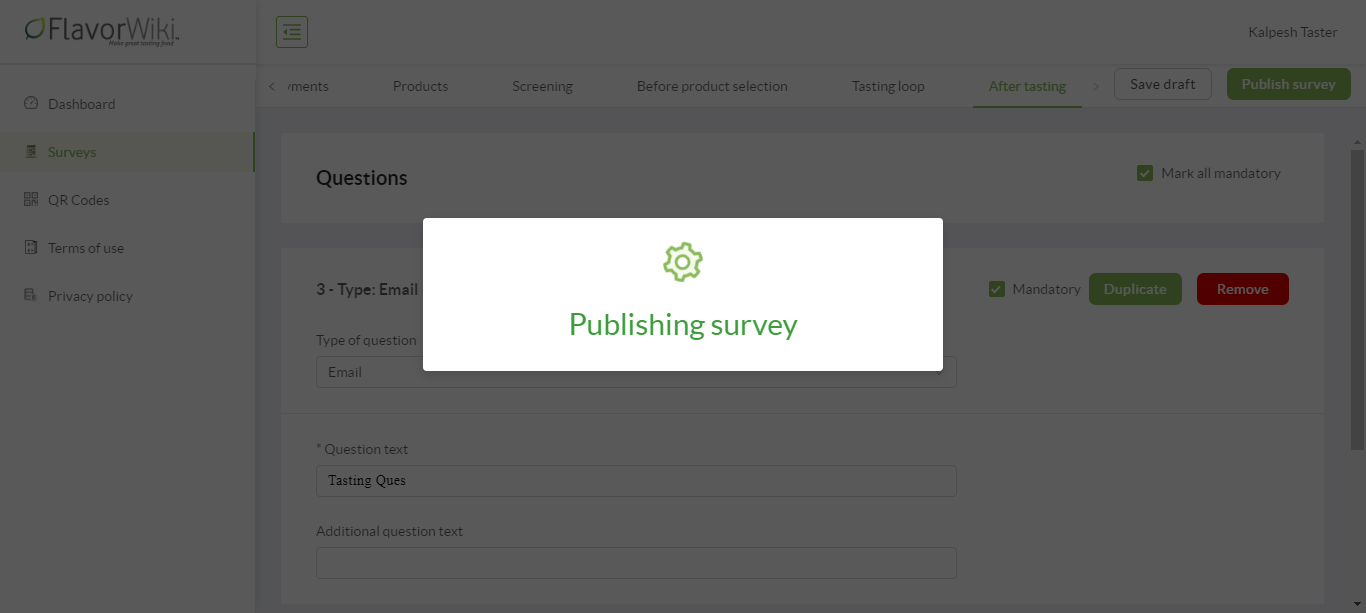 FlavorWiki.
Make great tasting food
Kalpesh Taster
Dashboard
Surveys
QR Codes
Terms of use
Privacy policy
yments
Products
Screening
Before product selection
Tasting loop
After tasting
Save draft
Publish survey
Questions
Mark all mandatory
Publishing survey
3 - Type: Email
Mandatory
Duplicate
Remove
Type of question
Email
* Question text
Tasting Ques
Additional question text